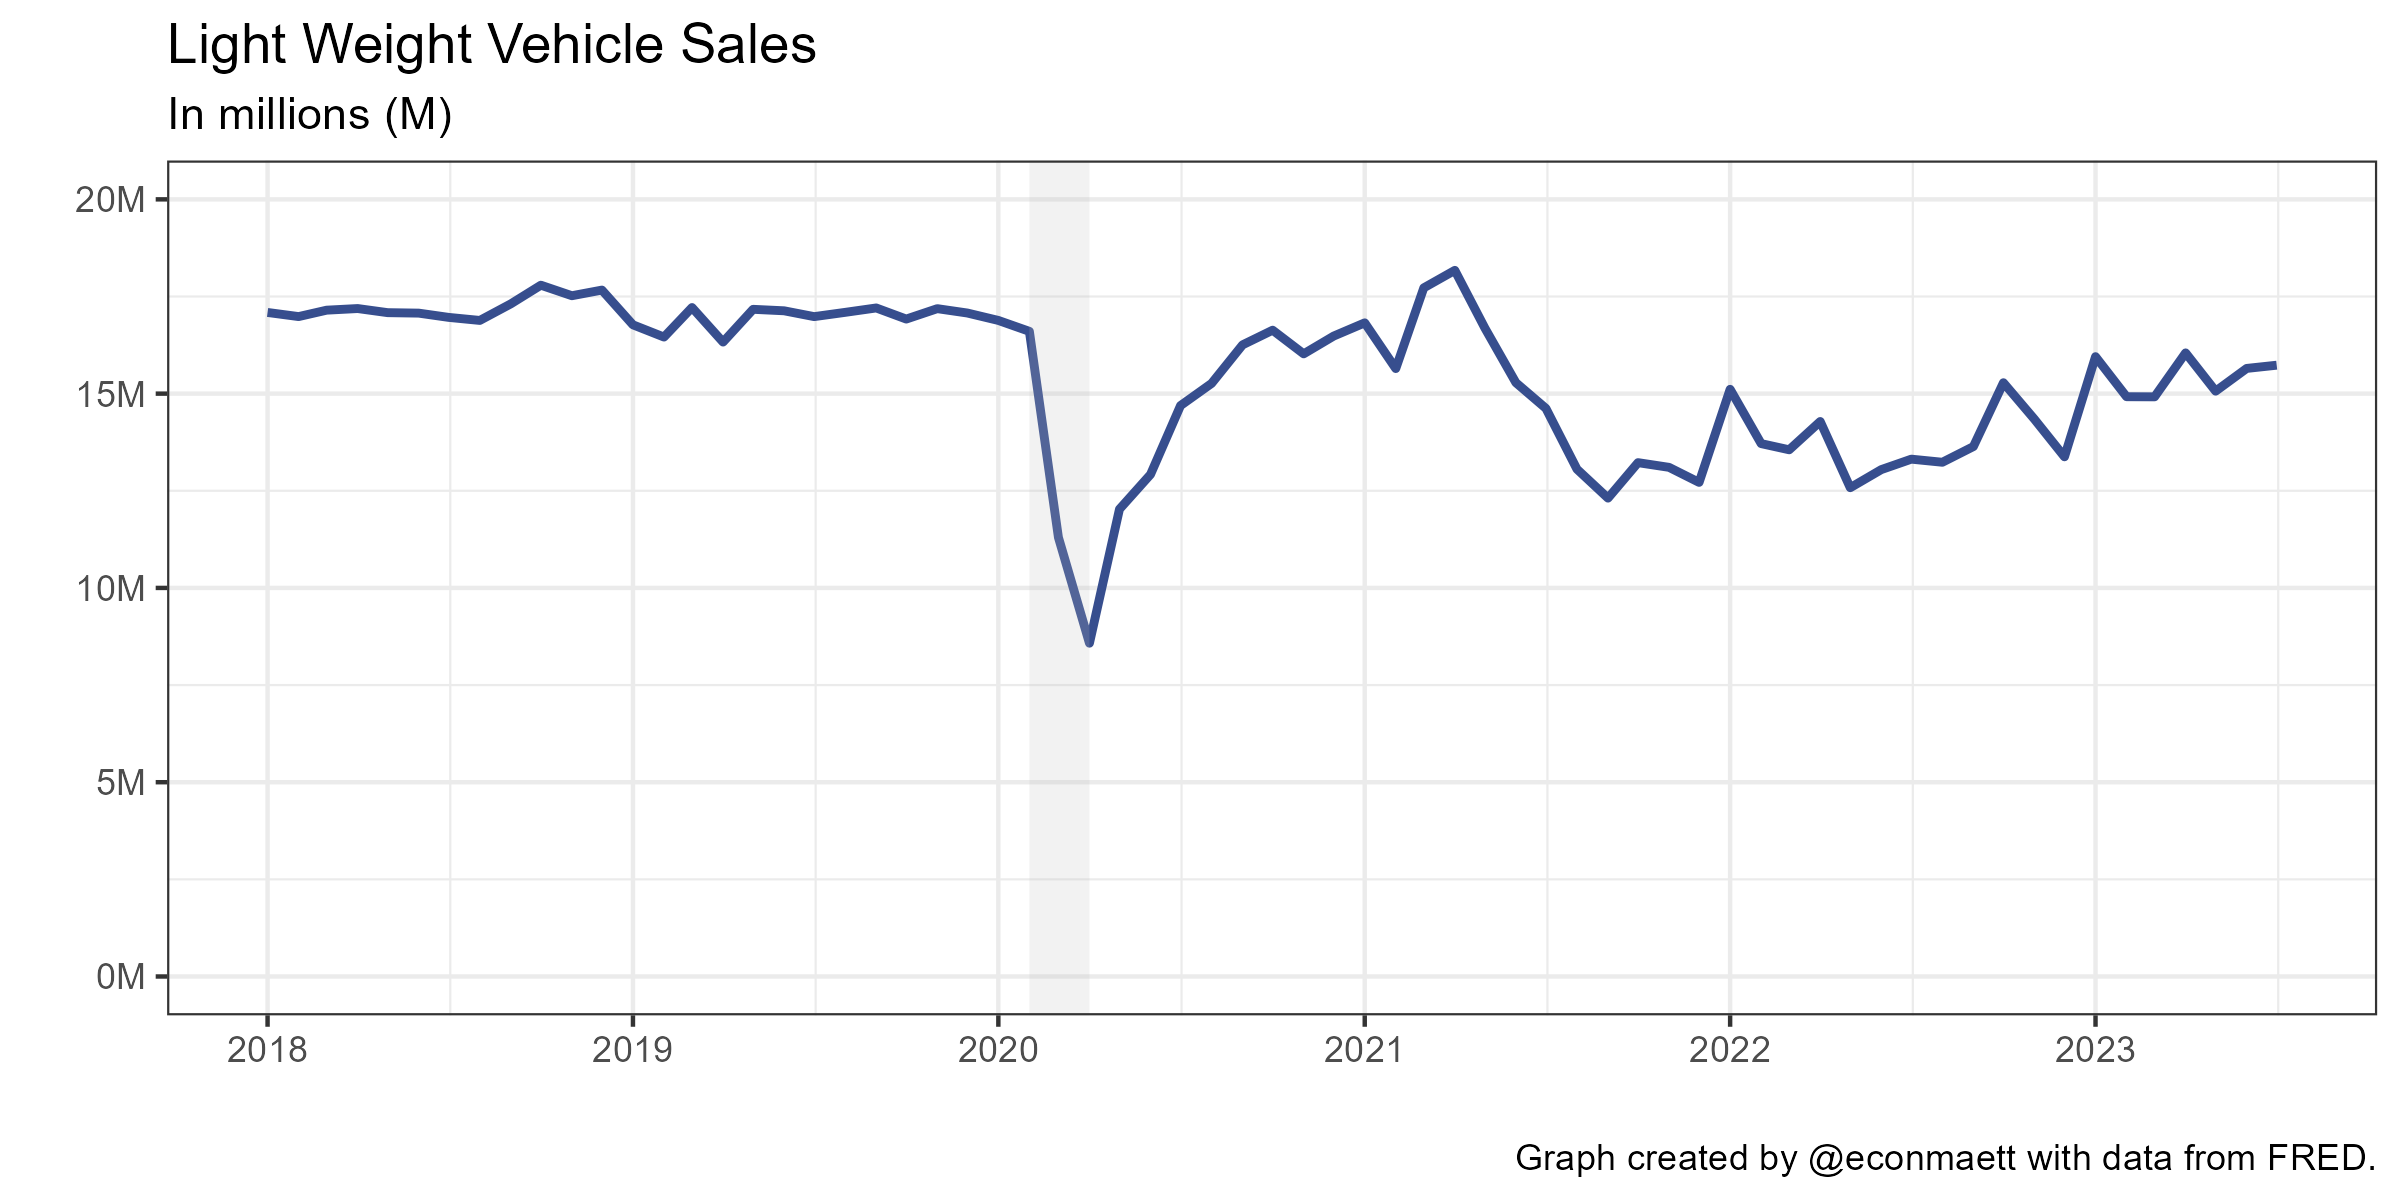 Light Weight Vehicle Sales
In millions (M)
20M
15M
10M
5M
0M
2018 2019 2020 2021 2022 2023
Graph created by @econmaett with data from FRED.